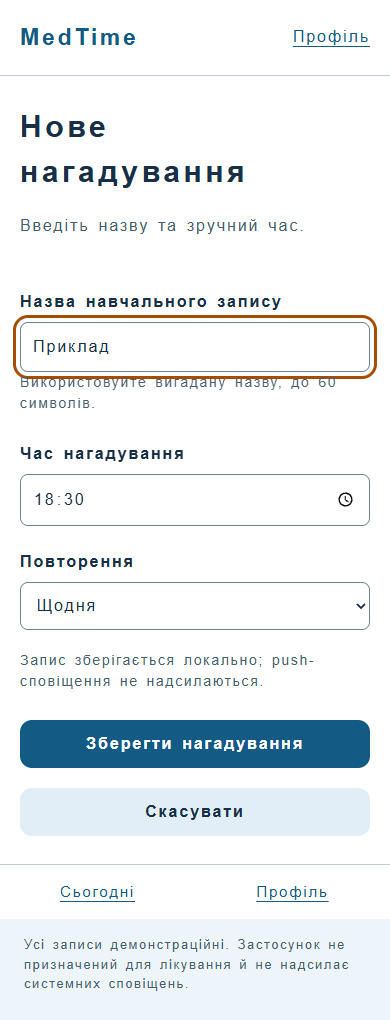 MedTime
Профіль
Нове
нагадування
Введіть назву та зручний час.
Назва навчального запису
Приклад
Використовуйте вигадану назву, до 60
символів.
Час нагадування
18:30
Повторення
Щодня
Запис зберігається локально; push-
сповіщення не надсилаються.
Зберегти нагадування
Скасувати
Сьогодні
Профіль
Усі записи демонстраційні. Застосунок не
призначений для лікування й не надсилає
системних сповіщень.